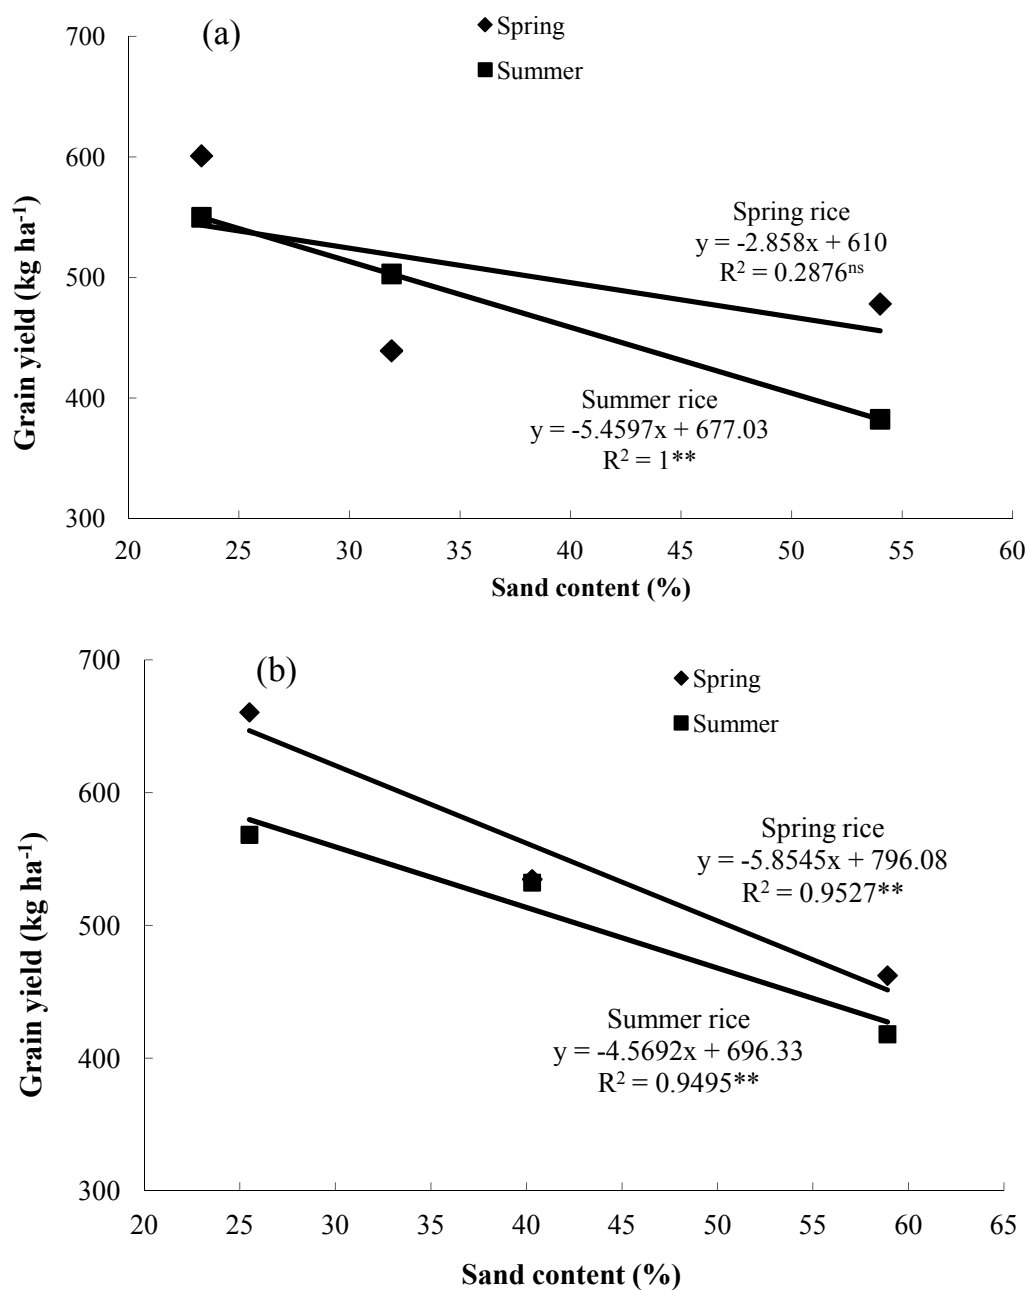 (a)
Spring
Summer
700
600
500
400
300
Grain yield (kg ha⁻¹)
Spring rice
y = -2.858x + 610
R² = 0.2876ⁿˢ
Summer rice
y = -5.4597x + 677.03
R² = 1**
20 25 30 35 40 45 50 55 60
Sand content (%)
(b)
Spring
Summer
700
600
500
400
300
Grain yield (kg ha⁻¹)
Spring rice
y = -5.8545x + 796.08
R² = 0.9527**
Summer rice
y = -4.5692x + 696.33
R² = 0.9495**
20 25 30 35 40 45 50 55 60 65
Sand content (%)